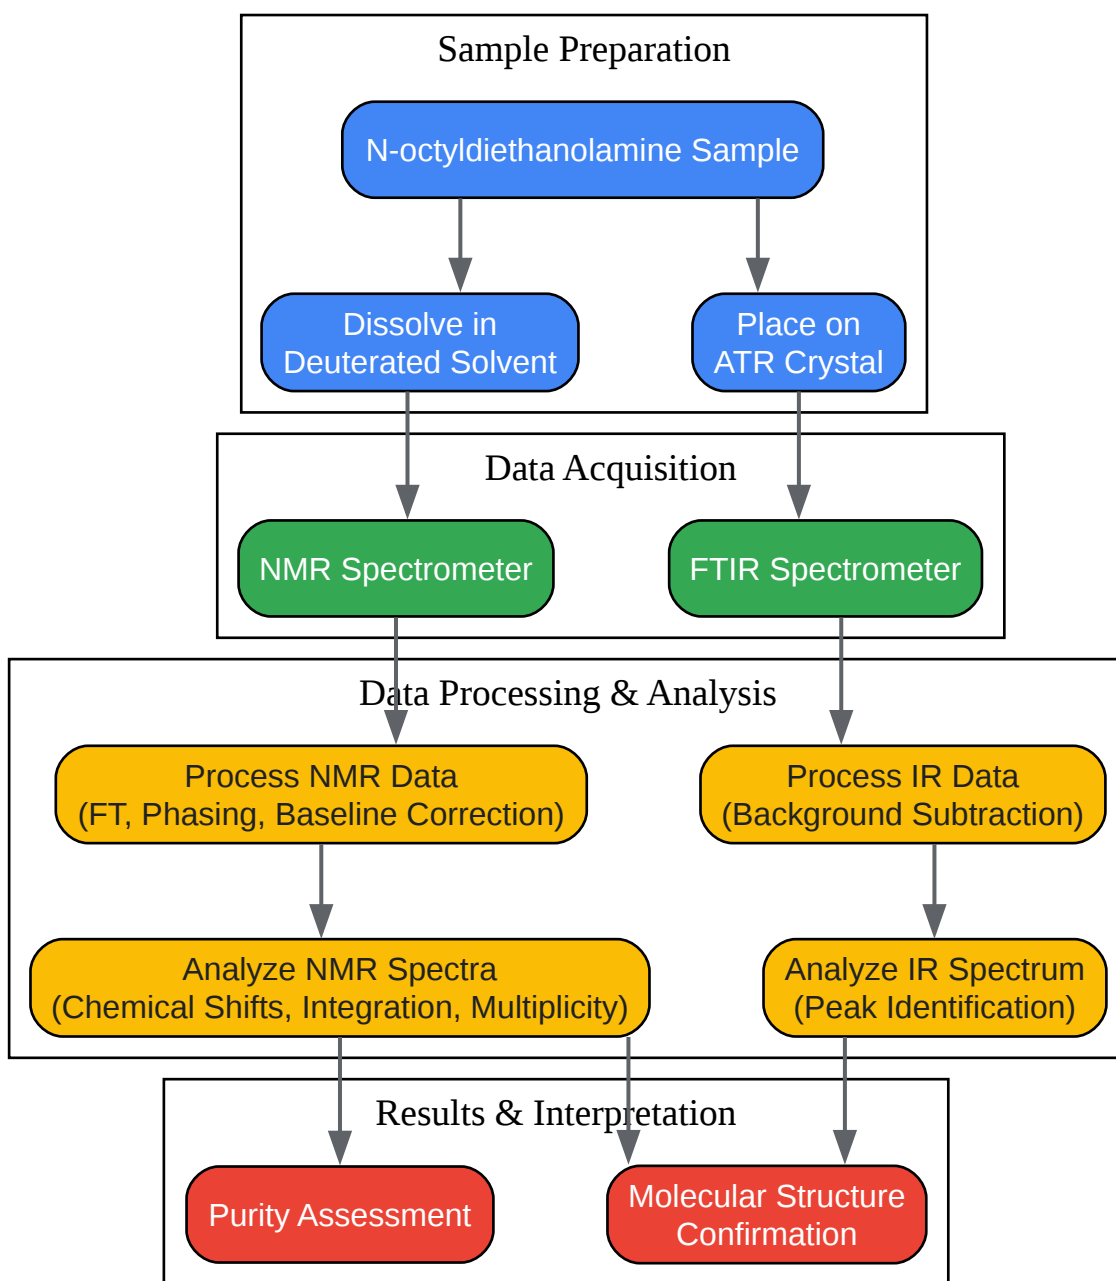 Sample Preparation
N-octyldiethanolamine Sample
Dissolve in
Deuterated Solvent
Place on
ATR Crystal
Data Acquisition
NMR Spectrometer
FTIR Spectrometer
Data Processing & Analysis
Process NMR Data
(FT, Phasing, Baseline Correction)
Process IR Data
(Background Subtraction)
Analyze NMR Spectra
(Chemical Shifts, Integration, Multiplicity)
Analyze IR Spectrum
(Peak Identification)
Results & Interpretation
Purity Assessment
Molecular Structure
Confirmation